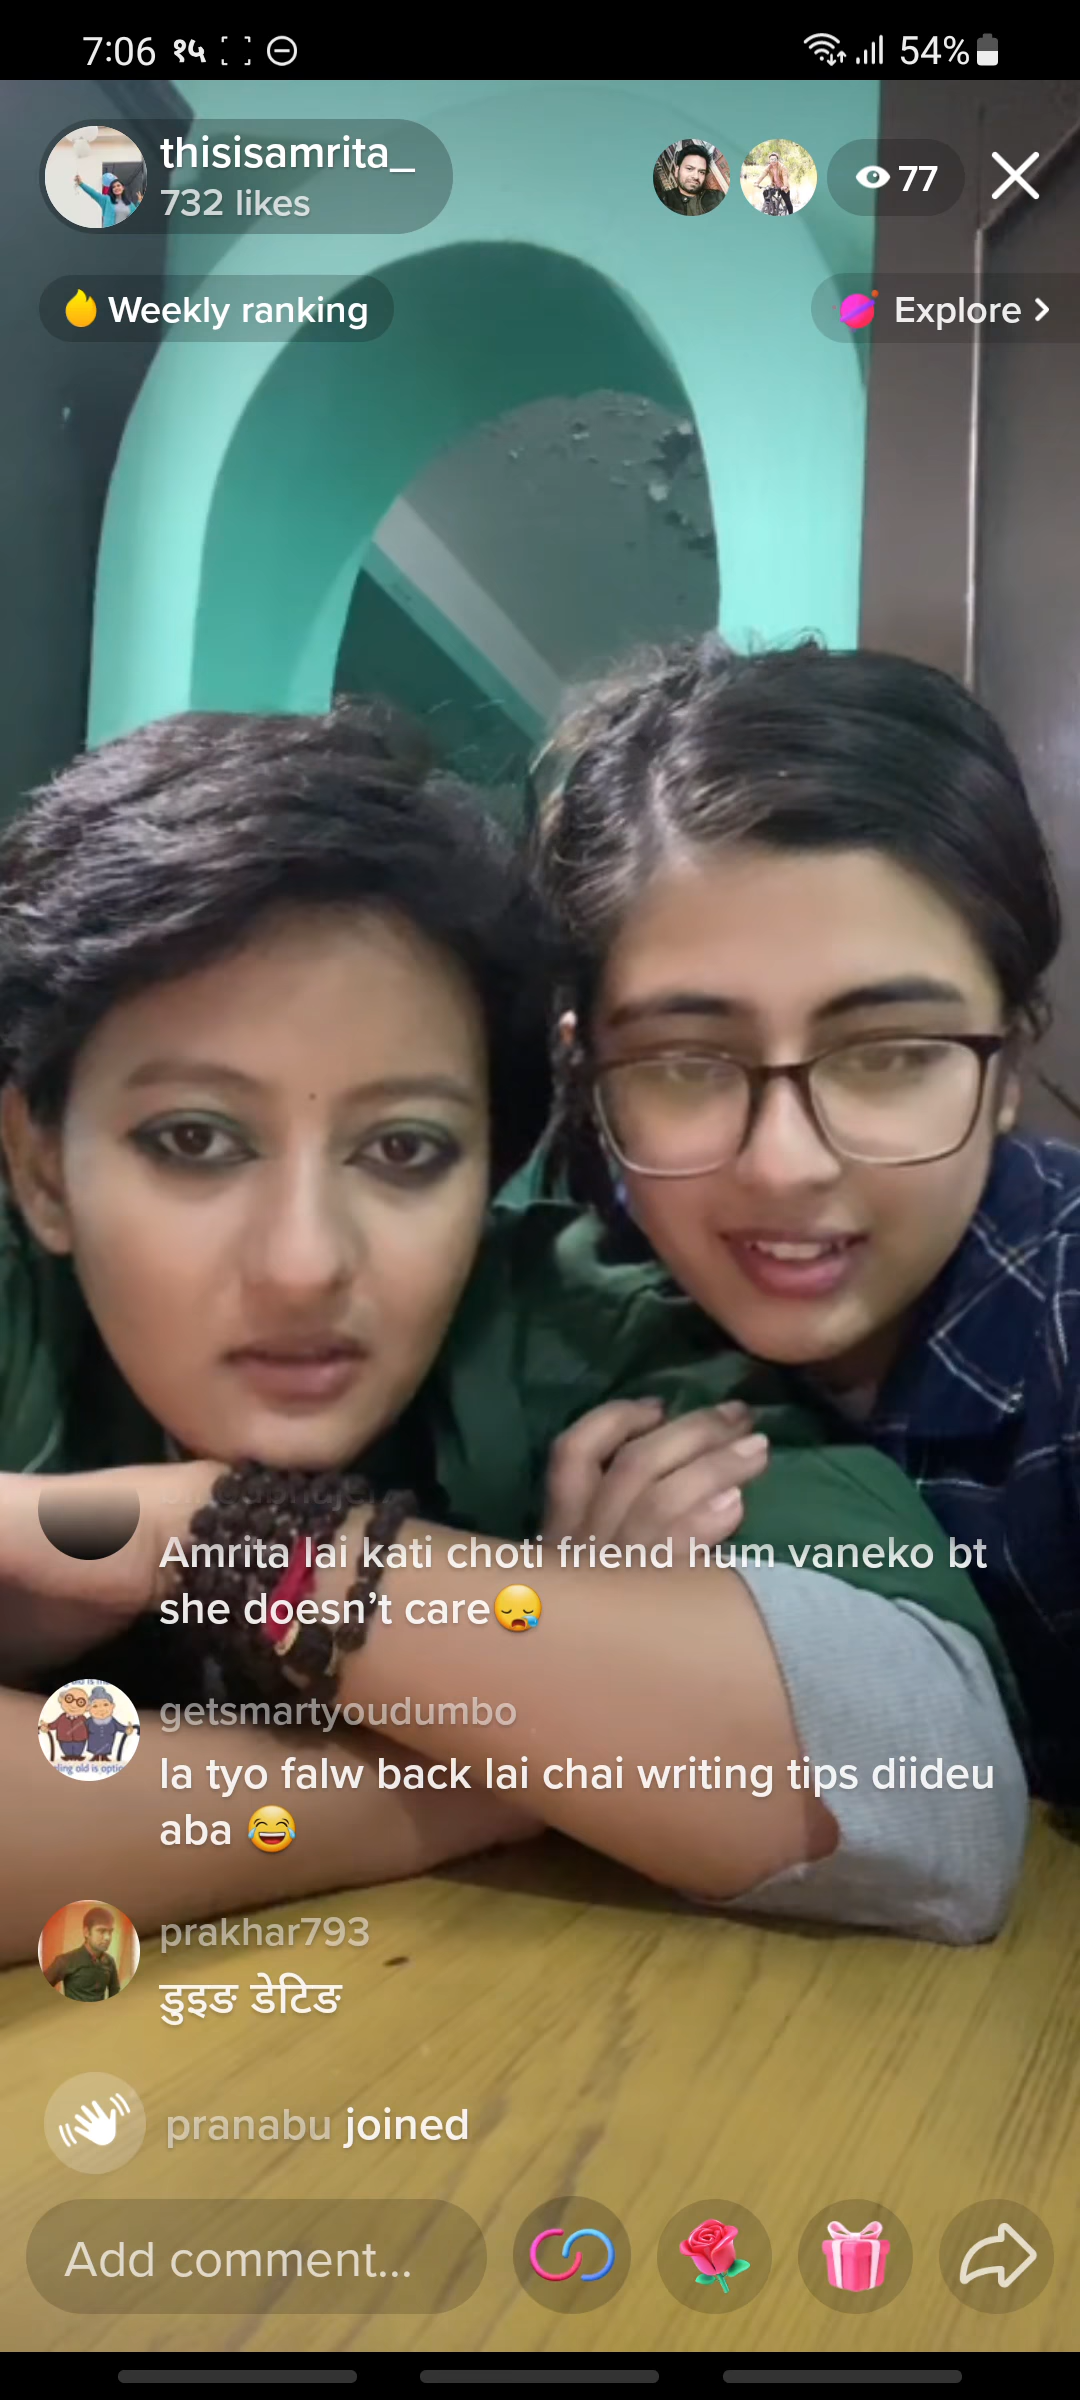 7:06 १५ 54%
thisisamrita_
732 likes
77
Weekly ranking
Explore
Amrita lai kati choti friend hum vaneko bt
she doesn't care😪
getsmartyoudumbo
la tyo falw back lai chai writing tips diideu
aba 😂
prakhar793
डुइङ डेटिङ
pranabu joined
Add comment...